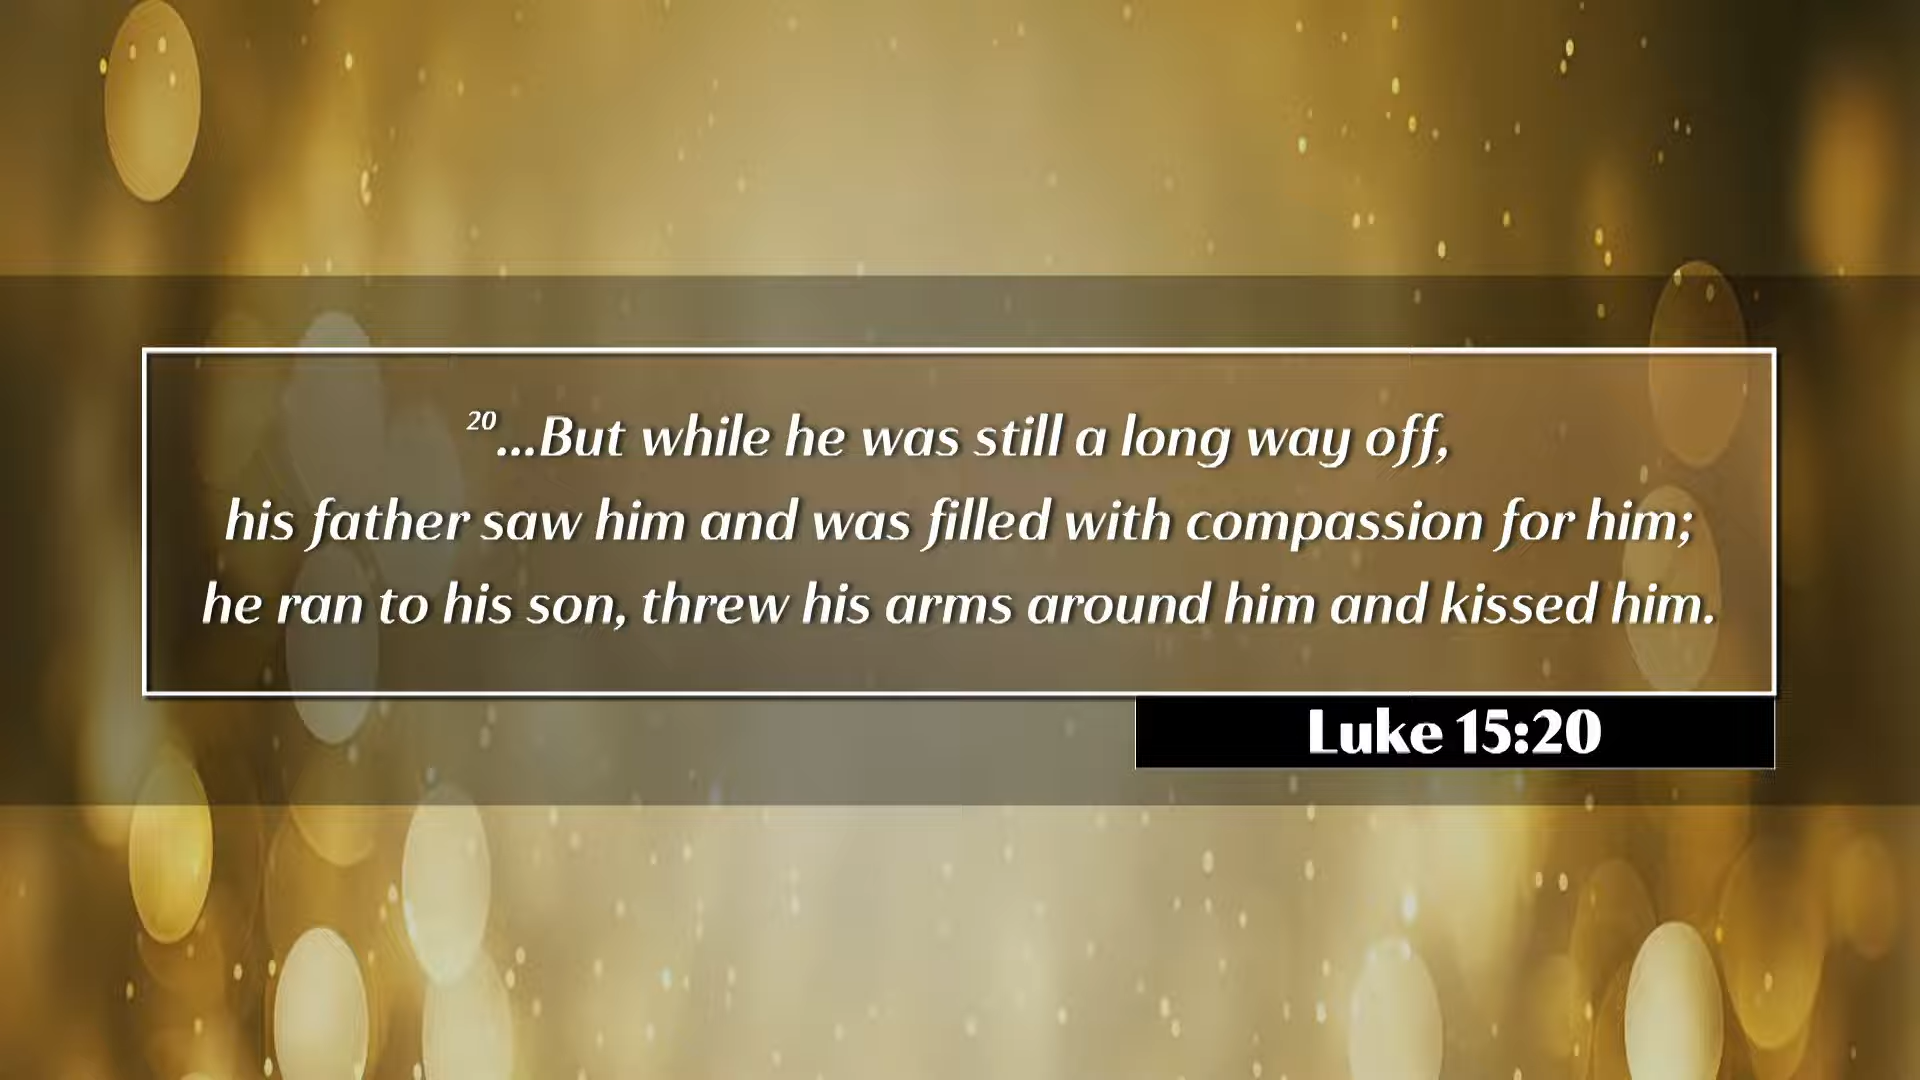 20...But while he was still a long way off,
his father saw him and was filled with compassion for him;
he ran to his son, threw his arms around him and kissed him.
Luke 15:20